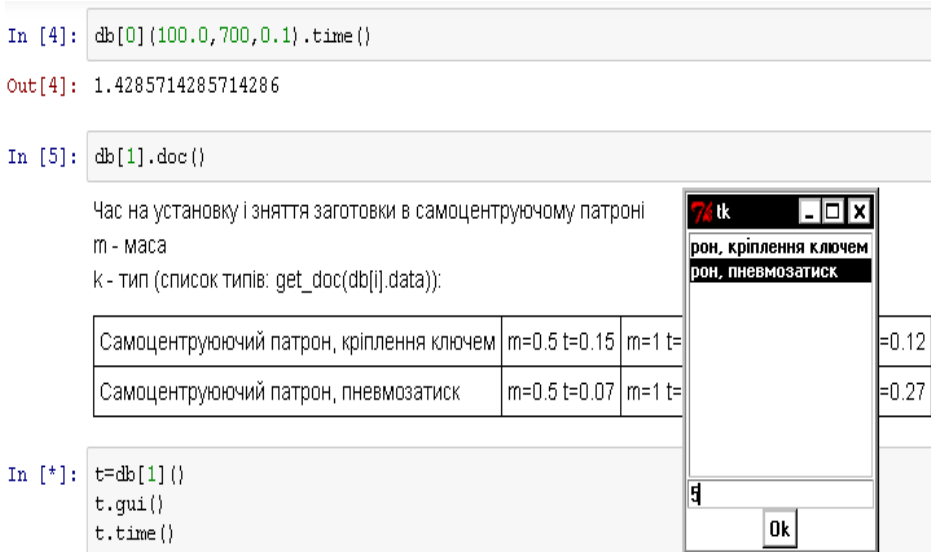 In [4]: db[0](100.0,700,0.1).time()
Out[4]: 1.4285714285714286
In [5]: db[1].doc()
Час на установку і зняття заготовки в самоцентруючому патроні
m - маса
k - тип (список типів: get_doc(db[i].data)):
Самоцентруюючий патрон, кріплення ключем m=0.5 t=0.15 m=1 t= =0.12
Самоцентруюючий патрон, пневмозатиск m=0.5 t=0.07 m=1 t= =0.27
tk
рон, кріплення ключем
рон, пневмозатиск
5
Ok
In [*]: t=db[1]()
t.gui()
t.time()